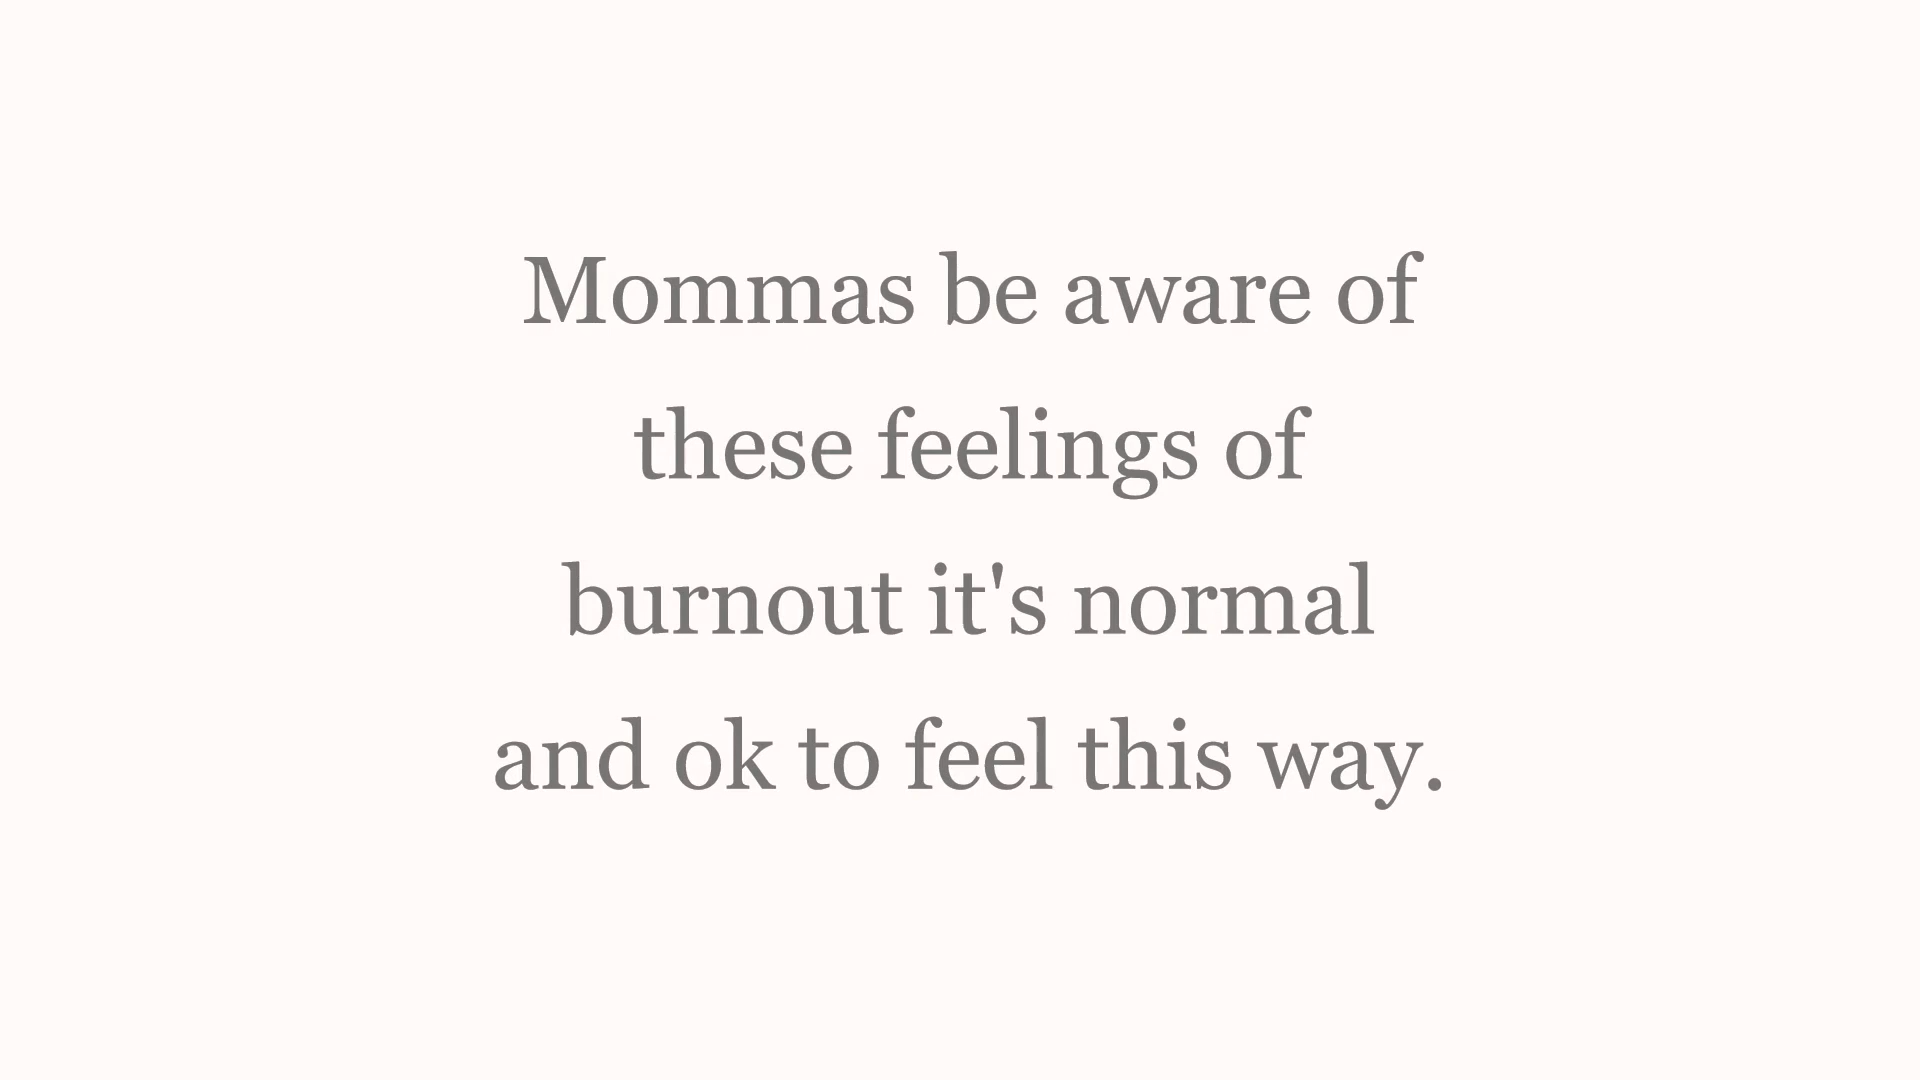 Mommas be aware of
these feelings of
burnout it's normal
and ok to feel this way.